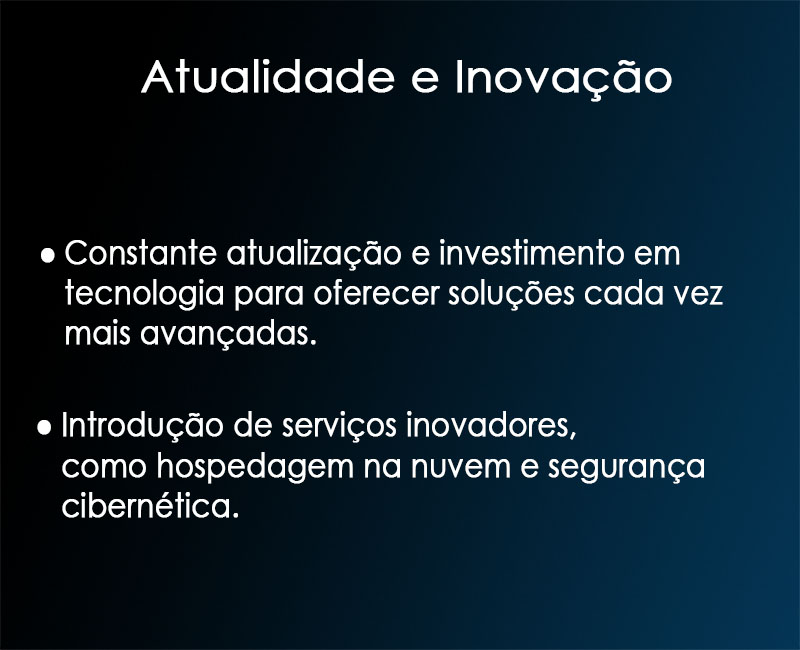 Atualidade e Inovação
• Constante atualização e investimento em
tecnologia para oferecer soluções cada vez
mais avançadas.
• Introdução de serviços inovadores,
como hospedagem na nuvem e segurança
cibernética.